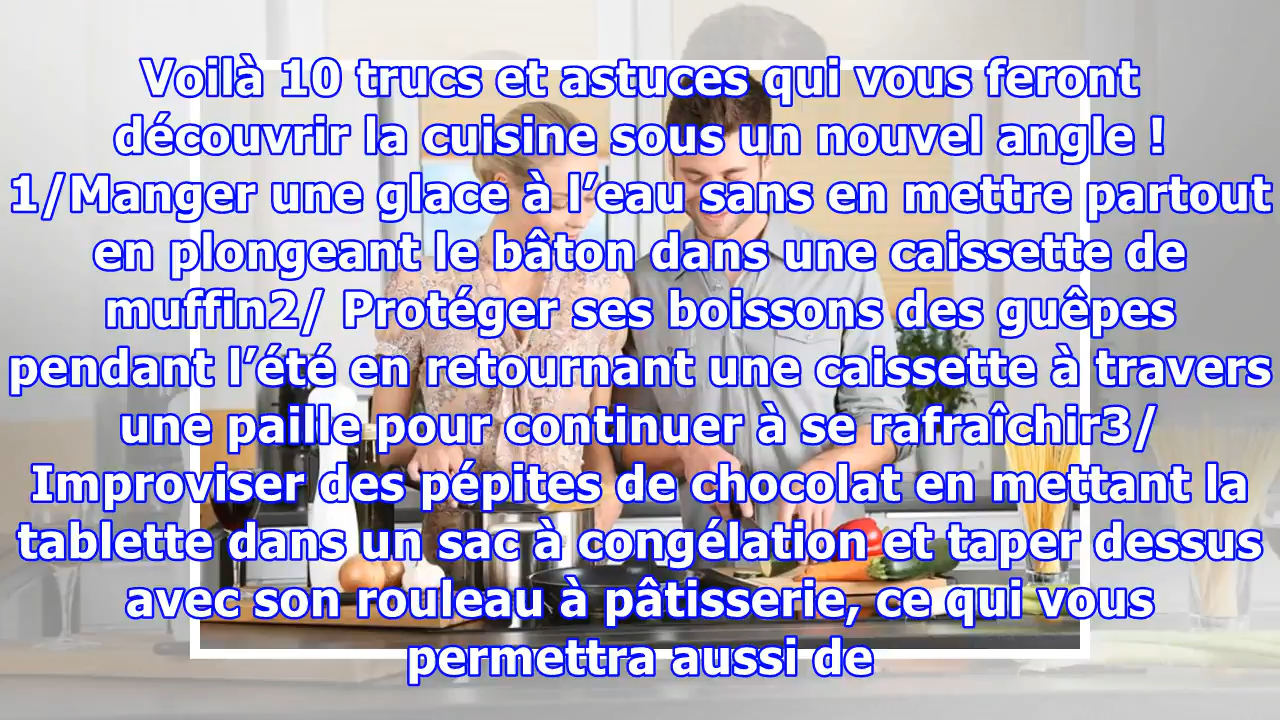 Voilà 10 trucs et astuces qui vous feront
découvrir la cuisine sous un nouvel angle !
1/Manger une glace à l’eau sans en mettre partout
en plongeant le bâton dans une caissette de
muffin2/ Protéger ses boissons des guêpes
pendant l’été en retournant une caissette à travers
une paille pour continuer à se rafraîchir3/
Improviser des pépites de chocolat en mettant la
tablette dans un sac à congélation et taper dessus
avec son rouleau à pâtisserie, ce qui vous
permettra aussi de